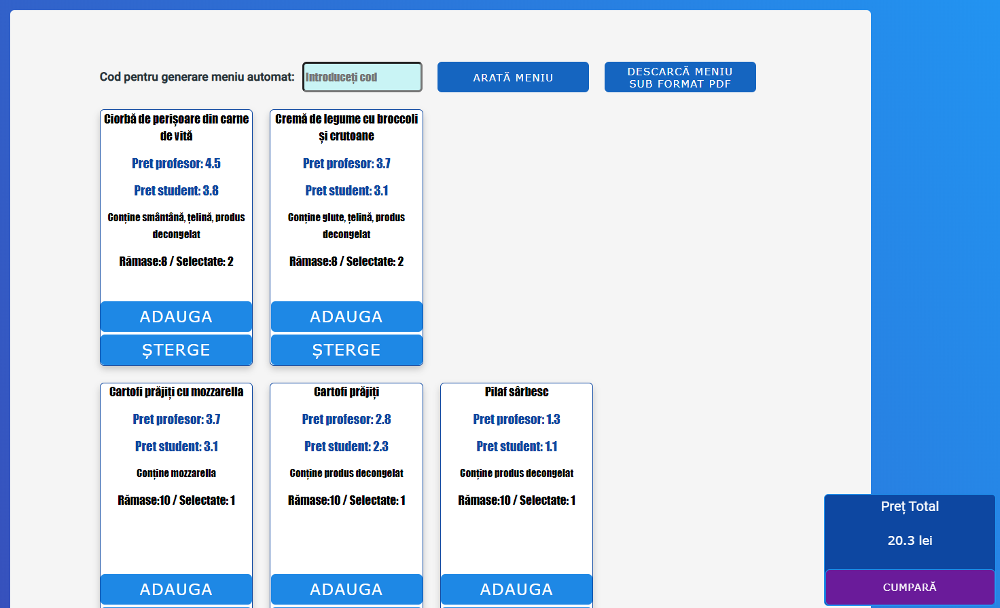 Cod pentru generare meniu automat:
Introduceți cod
ARATĂ MENIU
DESCARCĂ MENIU
SUB FORMAT PDF
Ciorbă de perișoare din carne
de vită
Pret profesor: 4.5
Pret student: 3.8
Conține smântână, țelină, produs
decongelat
Rămase:8 / Selectate: 2
ADAUGA
ȘTERGE
Cremă de legume cu broccoli
și crutoane
Pret profesor: 3.7
Pret student: 3.1
Conține glute, țelină, produs
decongelat
Rămase:8 / Selectate: 2
ADAUGA
ȘTERGE
Cartofi prăjiți cu mozzarella
Pret profesor: 3.7
Pret student: 3.1
Conține mozzarella
Rămase:10 / Selectate: 1
ADAUGA
Cartofi prăjiți
Pret profesor: 2.8
Pret student: 2.3
Conține produs decongelat
Rămase:10 / Selectate: 1
ADAUGA
Pilaf sârbesc
Pret profesor: 1.3
Pret student: 1.1
Conține produs decongelat
Rămase:10 / Selectate: 1
ADAUGA
Preț Total
20.3 lei
CUMPARĂ